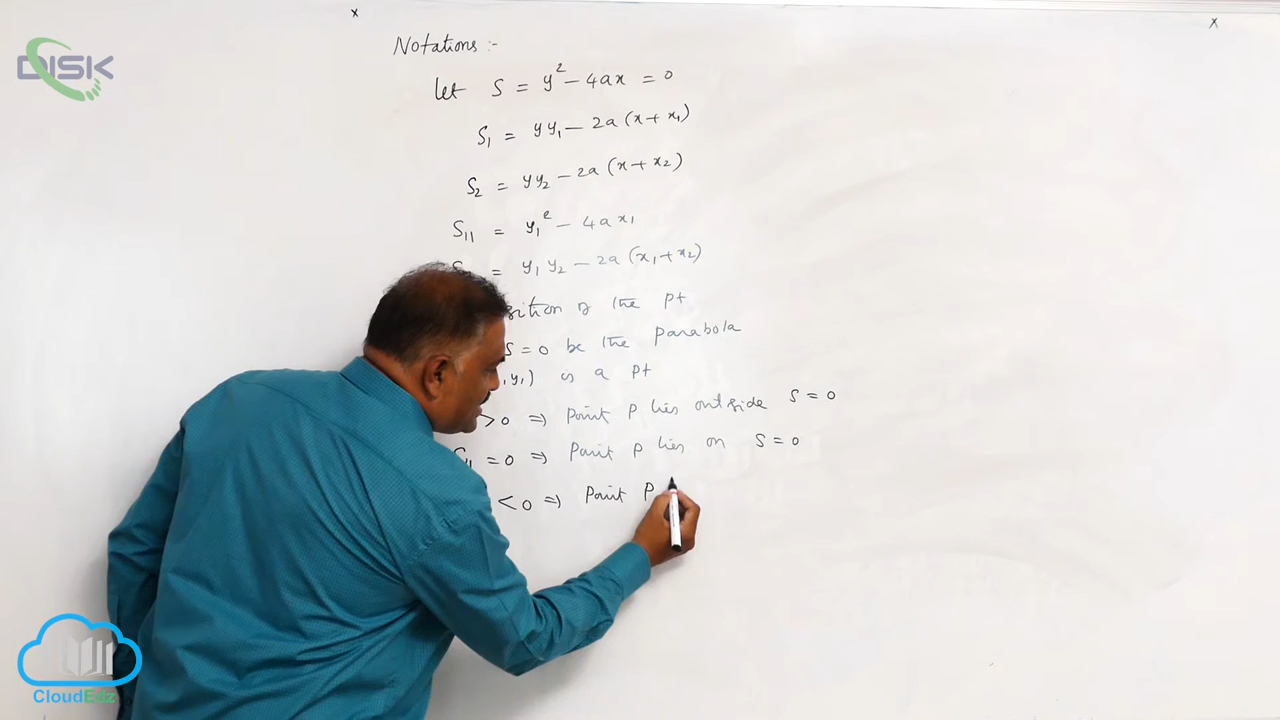 DISK
Notations :-
let S = y² - 4ax = 0
S₁ = yy₁ - 2a (x + x₁)
S₂ = yy₂ - 2a (x + x₂)
S₁₁ = y₁² - 4ax₁
= y₁y₂ - 2a (x₁ + x₂)
of the pt
S = 0 be the parabola
, y₁) is a pt
> 0 ⇒ Point P lies outside S = 0
S₁₁ = 0 ⇒ Point P lies on S = 0
< 0 ⇒ Point P
CloudEdz